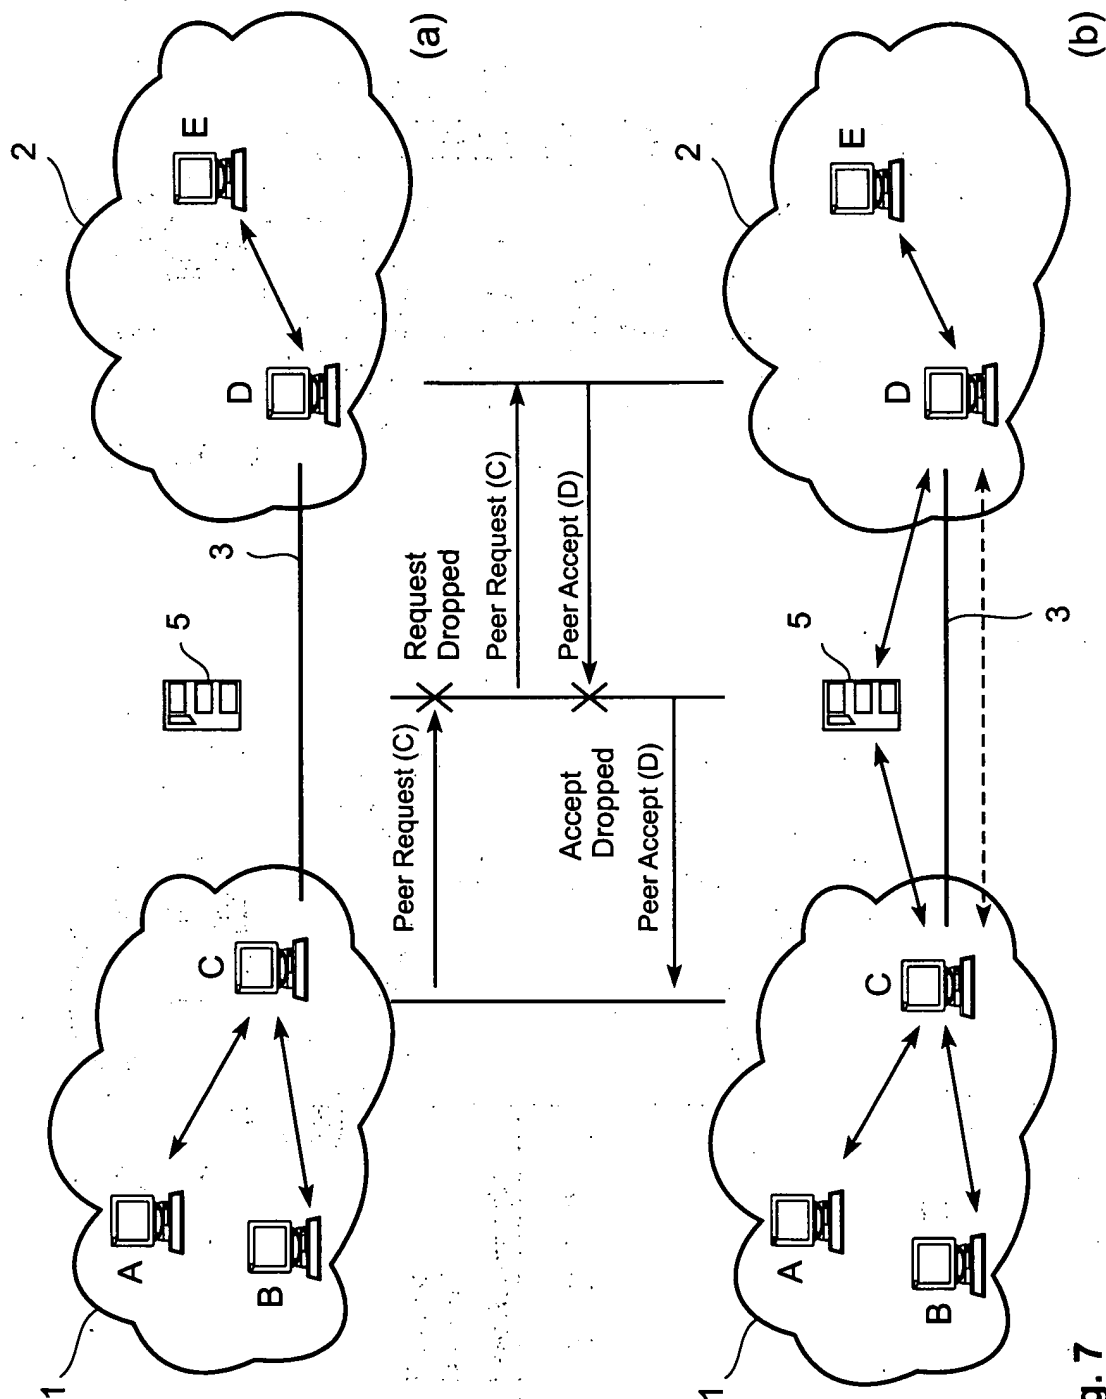 1
2
A
B
C
5
3
D
E
(a)
Peer Request (C)
Request
Dropped
Peer Request (C)
Peer Accept (D)
Accept
Dropped
Peer Accept (D)
1
2
A
B
C
5
3
D
E
(b)
g. 7